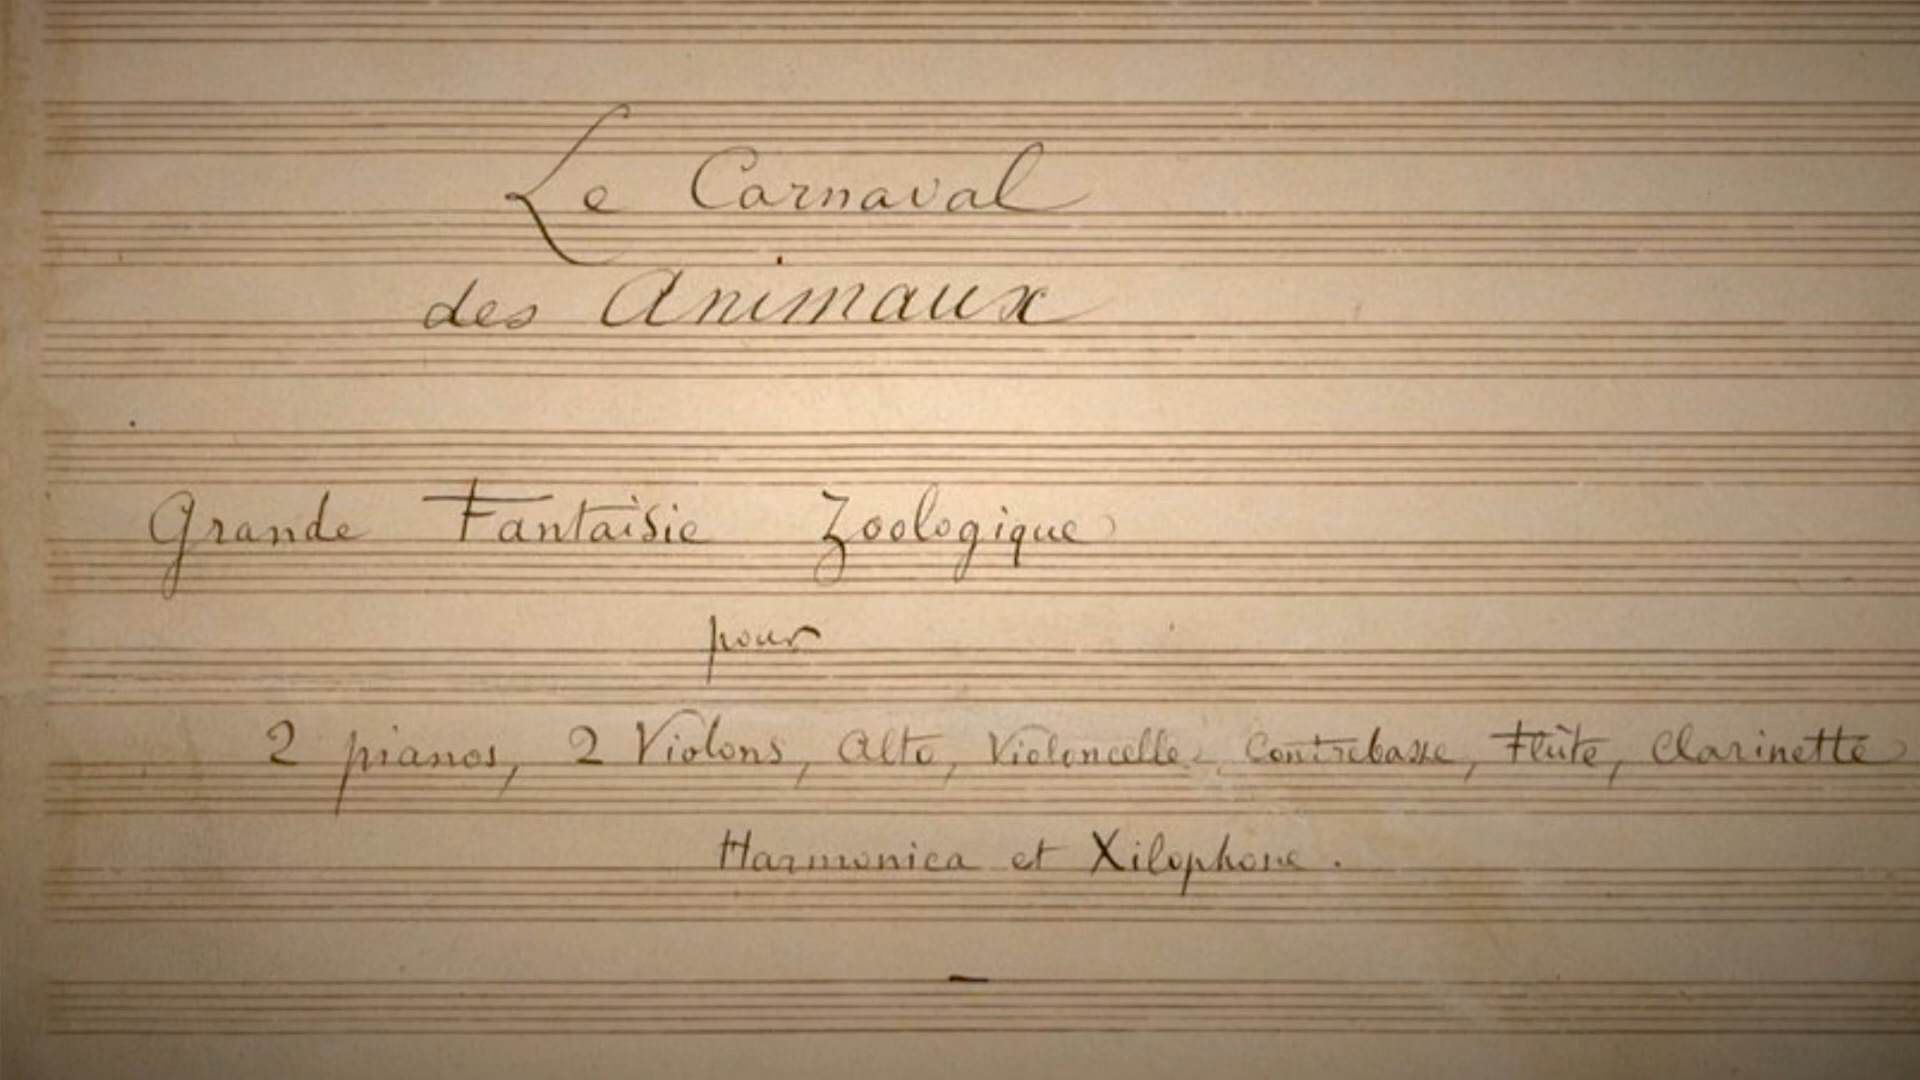 Le Carnaval
des Animaux
Grande Fantaisie Zoologique
pour
2 pianos, 2 Violons, Alto, Violoncelle, Contrebasse, Flûte, Clarinette
Harmonica et Xilophone.